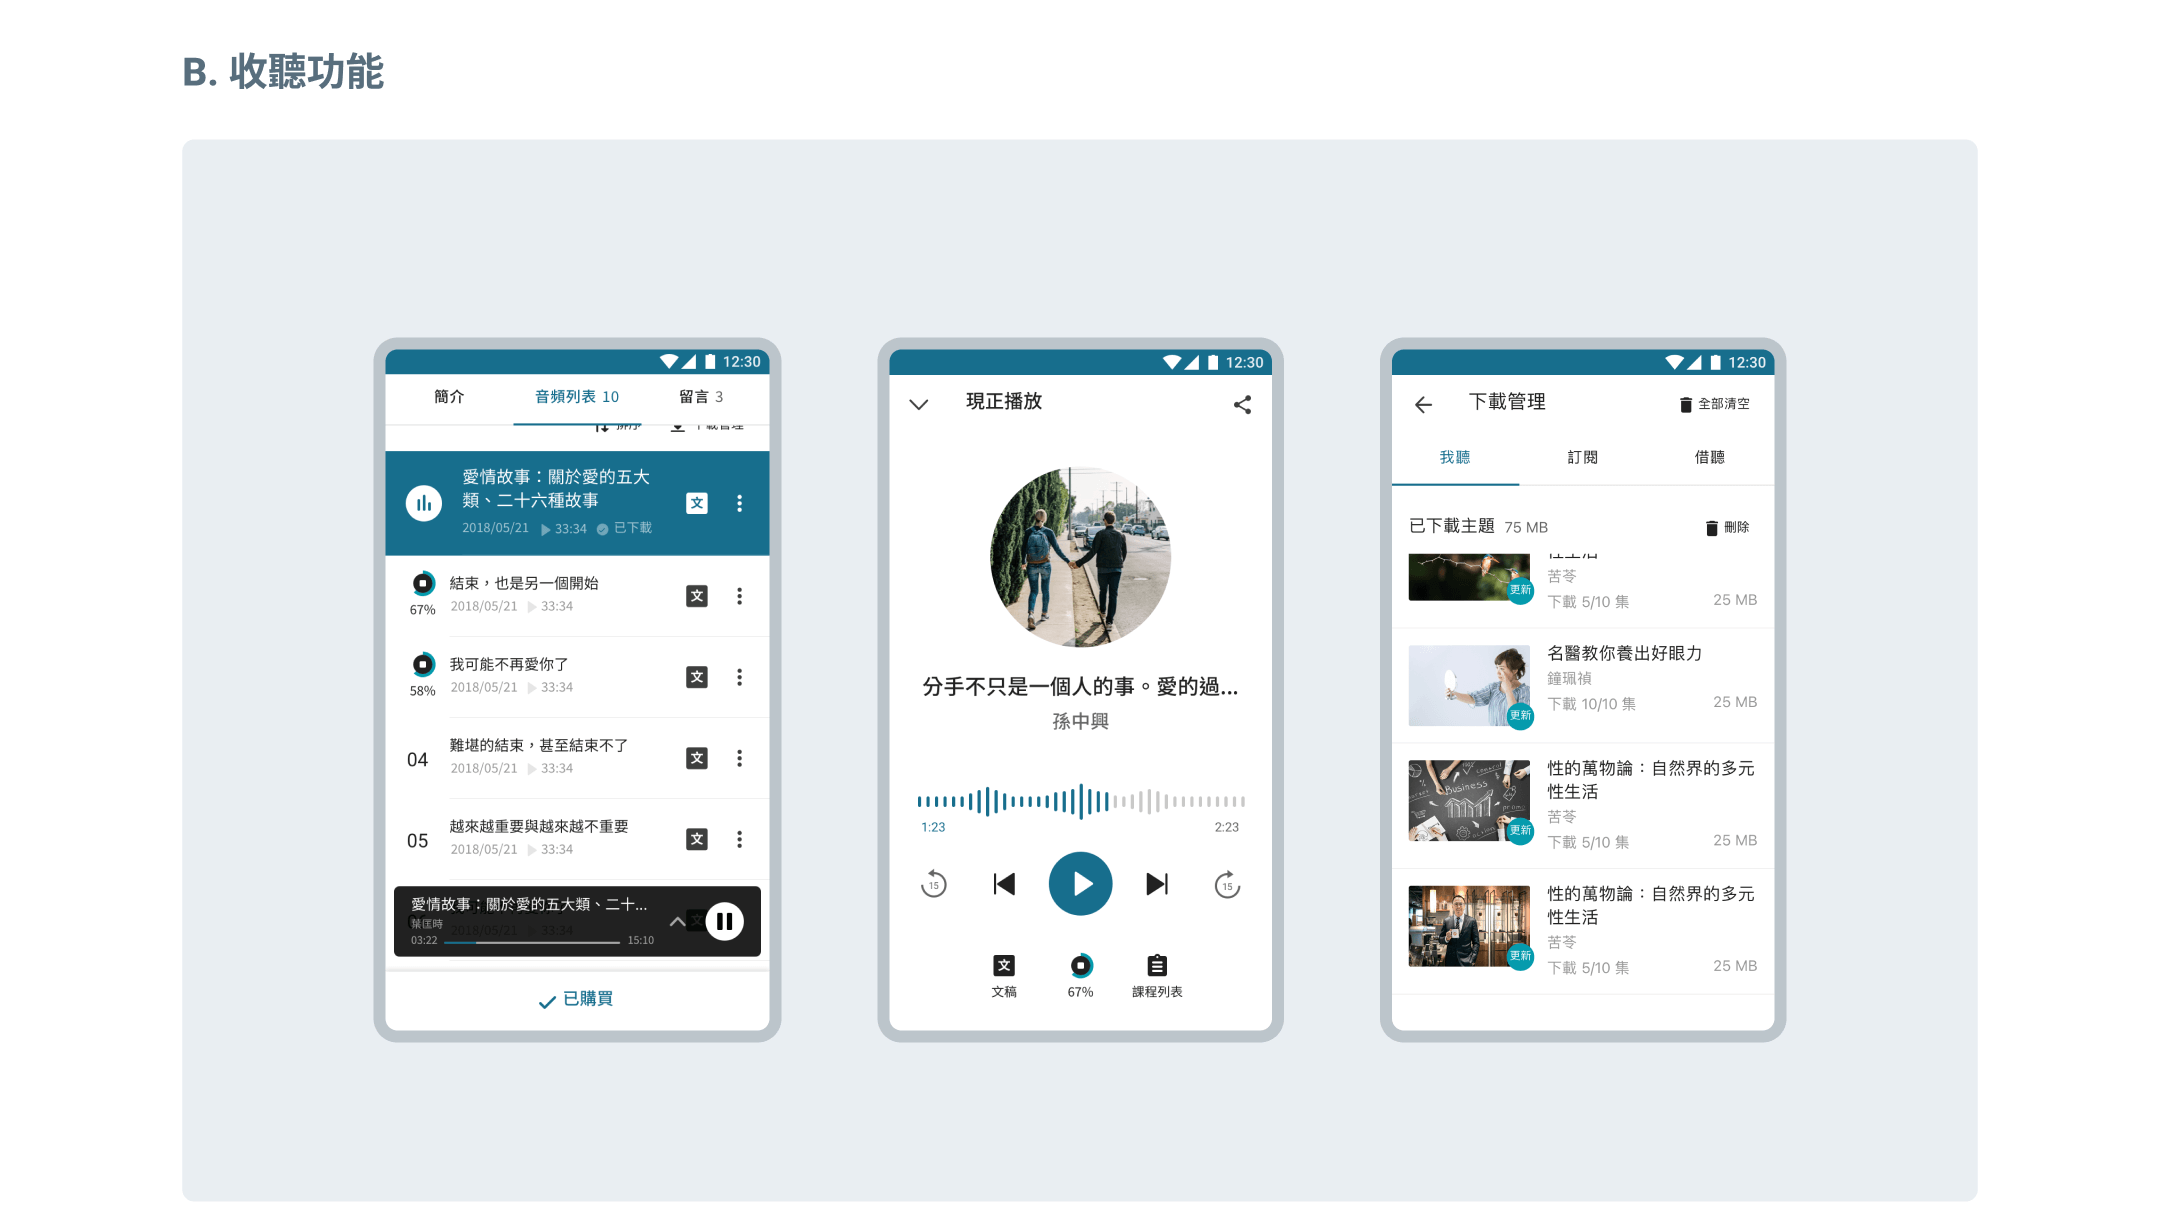 B. 收聽功能
12:30
簡介
音頻列表 10
留言 3
排序
下載管理
愛情故事：關於愛的五大
類、二十六種故事
2018/05/21 33:34 已下載
文
67%
結束，也是另一個開始
2018/05/21 33:34
文
58%
我可能不再愛你了
2018/05/21 33:34
文
04
難堪的結束，甚至結束不了
2018/05/21 33:34
文
05
越來越重要與越來越不重要
2018/05/21 33:34
文
愛情故事：關於愛的五大類、二十...
葉匡時
03:22
15:10
已購買
12:30
現正播放
分手不只是一個人的事。愛的過...
孫中興
1:23
2:23
15
15
文
文稿
67%
課程列表
12:30
下載管理
全部清空
我聽
訂閱
借聽
已下載主題 75 MB
刪除
更新
苦苓
下載 5/10 集
25 MB
更新
名醫教你養出好眼力
鐘珮禎
下載 10/10 集
25 MB
Business
更新
性的萬物論：自然界的多元
性生活
苦苓
下載 5/10 集
25 MB
更新
性的萬物論：自然界的多元
性生活
苦苓
下載 5/10 集
25 MB